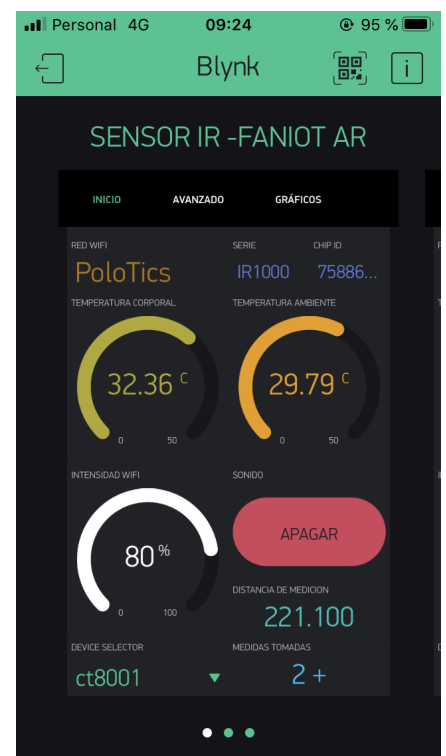 Personal 4G 09:24 95 %
Blynk
SENSOR IR -FANIOT AR
INICIO AVANZADO GRÁFICOS
RED WIFI SERIE CHIP ID
PoloTics IR1000 75886...
TEMPERATURA CORPORAL TEMPERATURA AMBIENTE
32.36 C 29.79 C
0 50 0 50
INTENSIDAD WIFI SONIDO
80 % APAGAR
0 100
DISTANCIA DE MEDICION
221.100
DEVICE SELECTOR MEDIDAS TOMADAS
ct8001 2 +